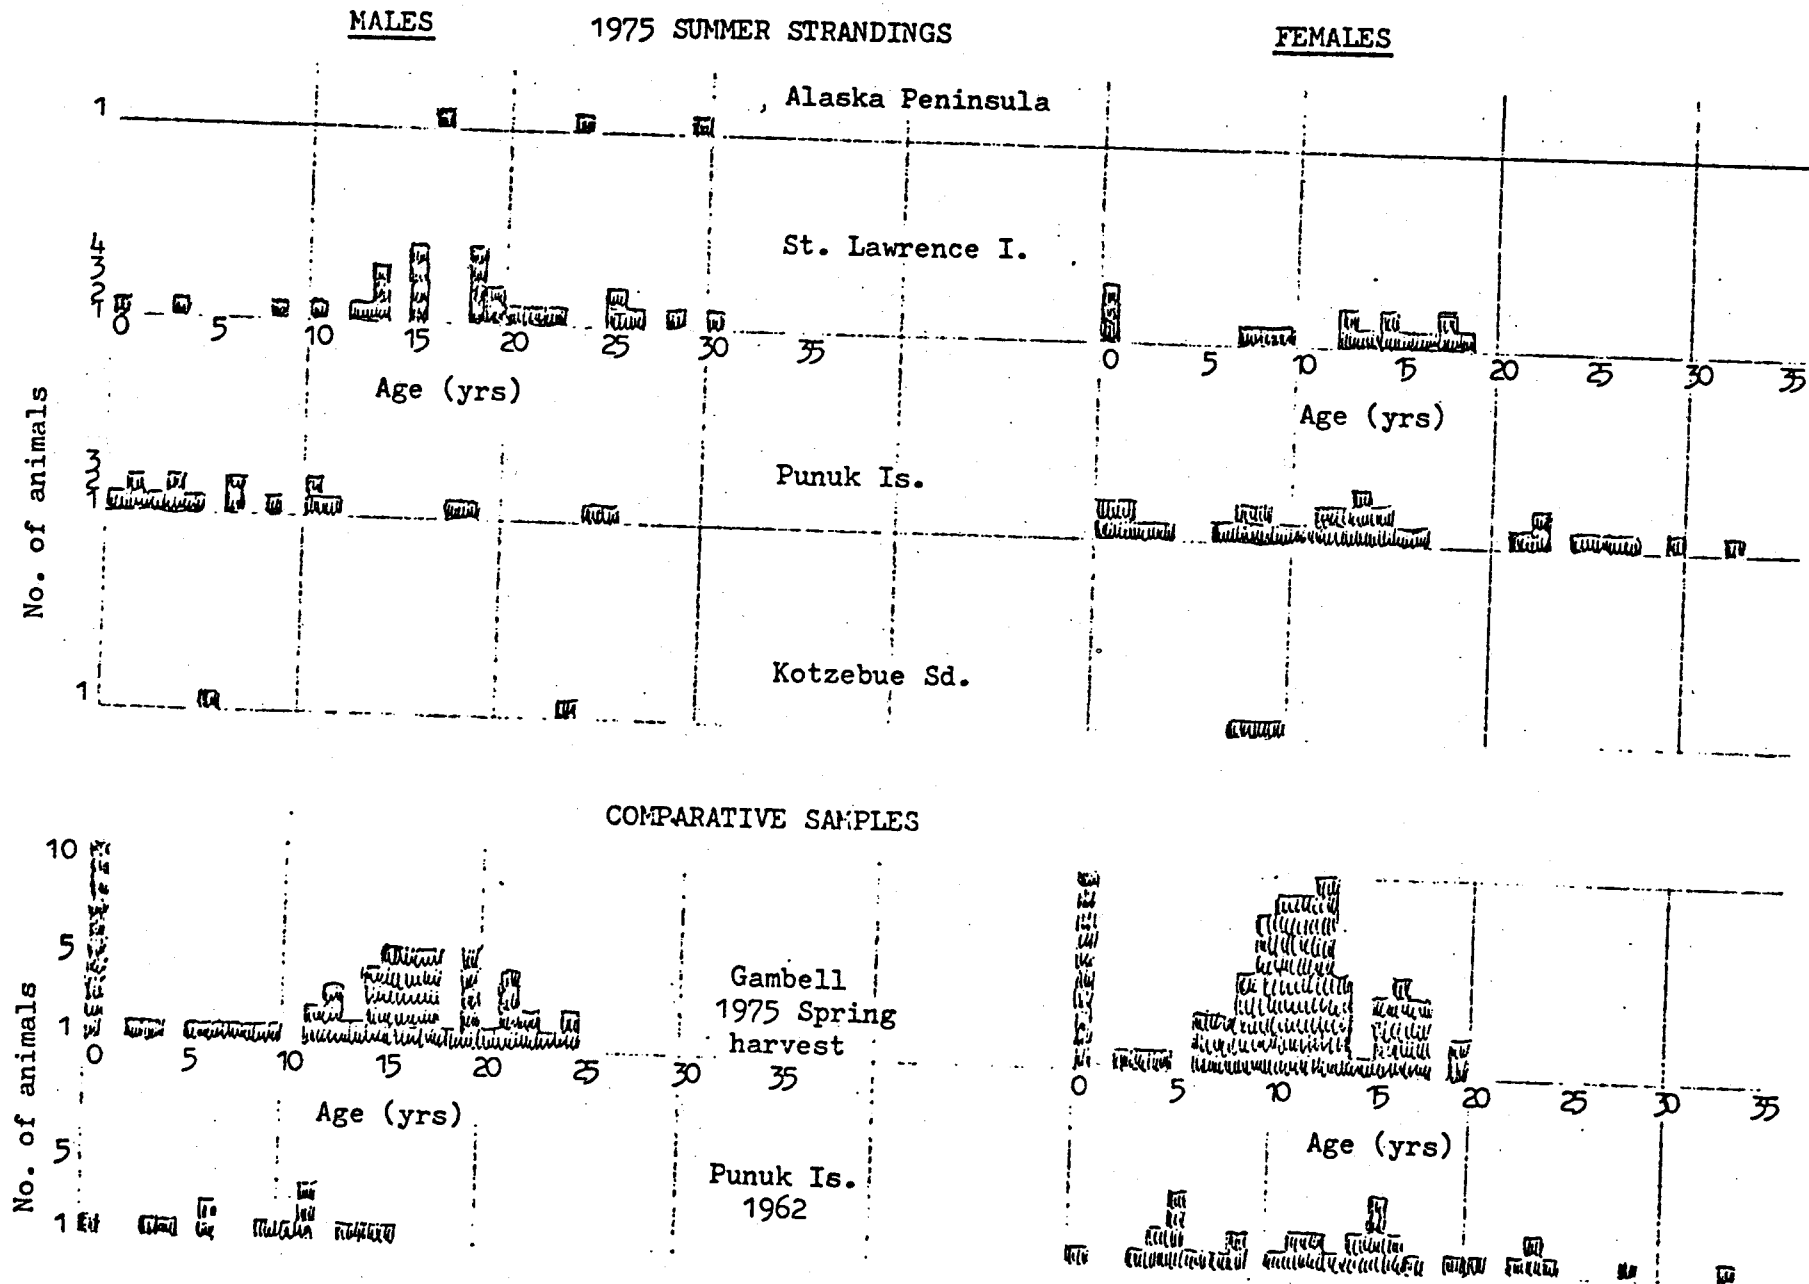 MALES 1975 SUMMER STRANDINGS FEMALES
1 Alaska Peninsula
St. Lawrence I.
4
3
2
1
0 5 10 15 20 25 30 35
0 5 10 15 20 25 30 35
Age (yrs)
Age (yrs)
No. of animals
3
2
1
Punuk Is.
1
Kotzebue Sd.
COMPARATIVE SAMPLES
10
5
1
No. of animals
Gambell
1975 Spring
harvest
0 5 10 15 20 25 30 35
0 5 10 15 20 25 30 35
Age (yrs)
Age (yrs)
5
1
Punuk Is.
1962